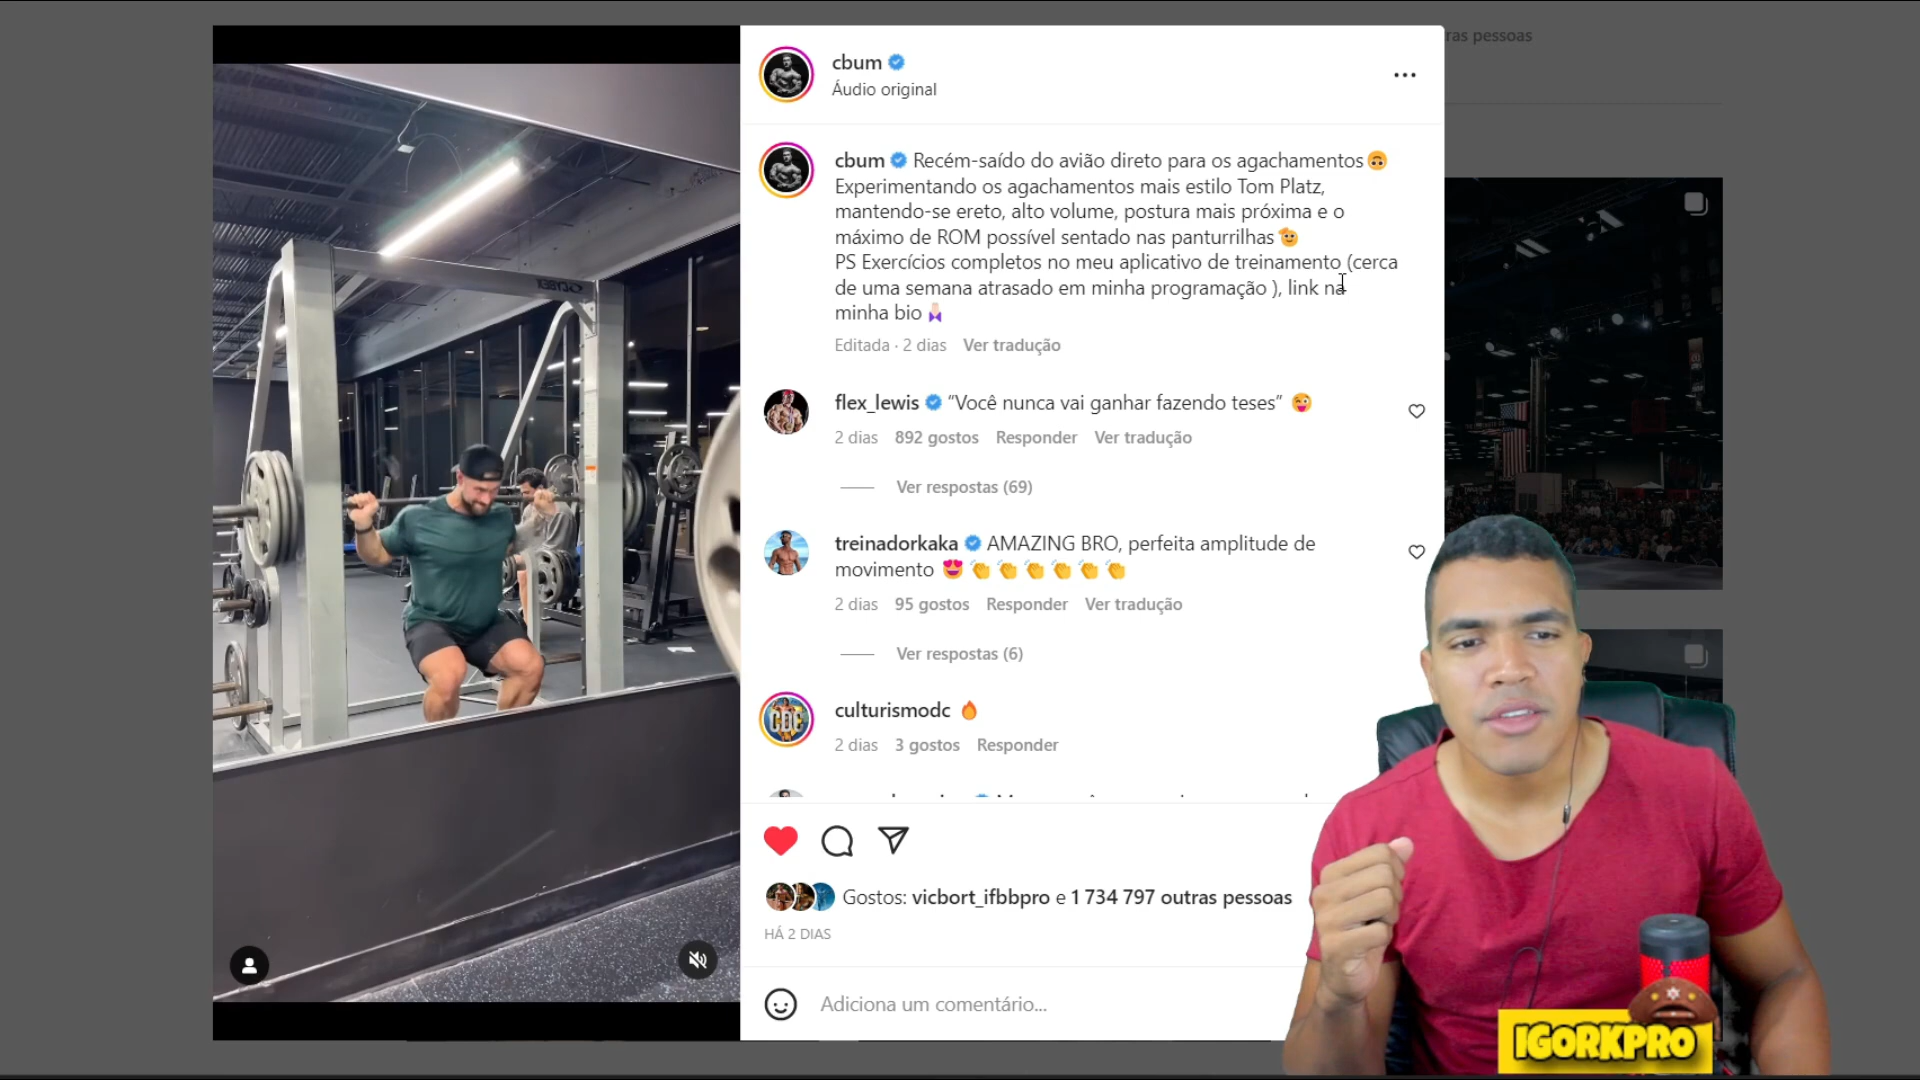 ras pessoas
cbum
Áudio original
cbum Recém-saído do avião direto para os agachamentos🙃
Experimentando os agachamentos mais estilo Tom Platz,
mantendo-se ereto, alto volume, postura mais próxima e o
máximo de ROM possível sentado nas panturrilhas🫡
PS Exercícios completos no meu aplicativo de treinamento (cerca
de uma semana atrasado em minha programação ), link na
minha bio
Editada · 2 dias Ver tradução
flex_lewis “Você nunca vai ganhar fazendo teses” 😜
2 dias 892 gostos Responder Ver tradução
Ver respostas (69)
treinadorkaka AMAZING BRO, perfeita amplitude de
movimento 😍👏👏👏👏👏👏
2 dias 95 gostos Responder Ver tradução
Ver respostas (6)
culturismodc 🔥
2 dias 3 gostos Responder
Gostos: vicbort_ifbbpro e 1 734 797 outras pessoas
HÁ 2 DIAS
Adiciona um comentário...
IGORKPRO